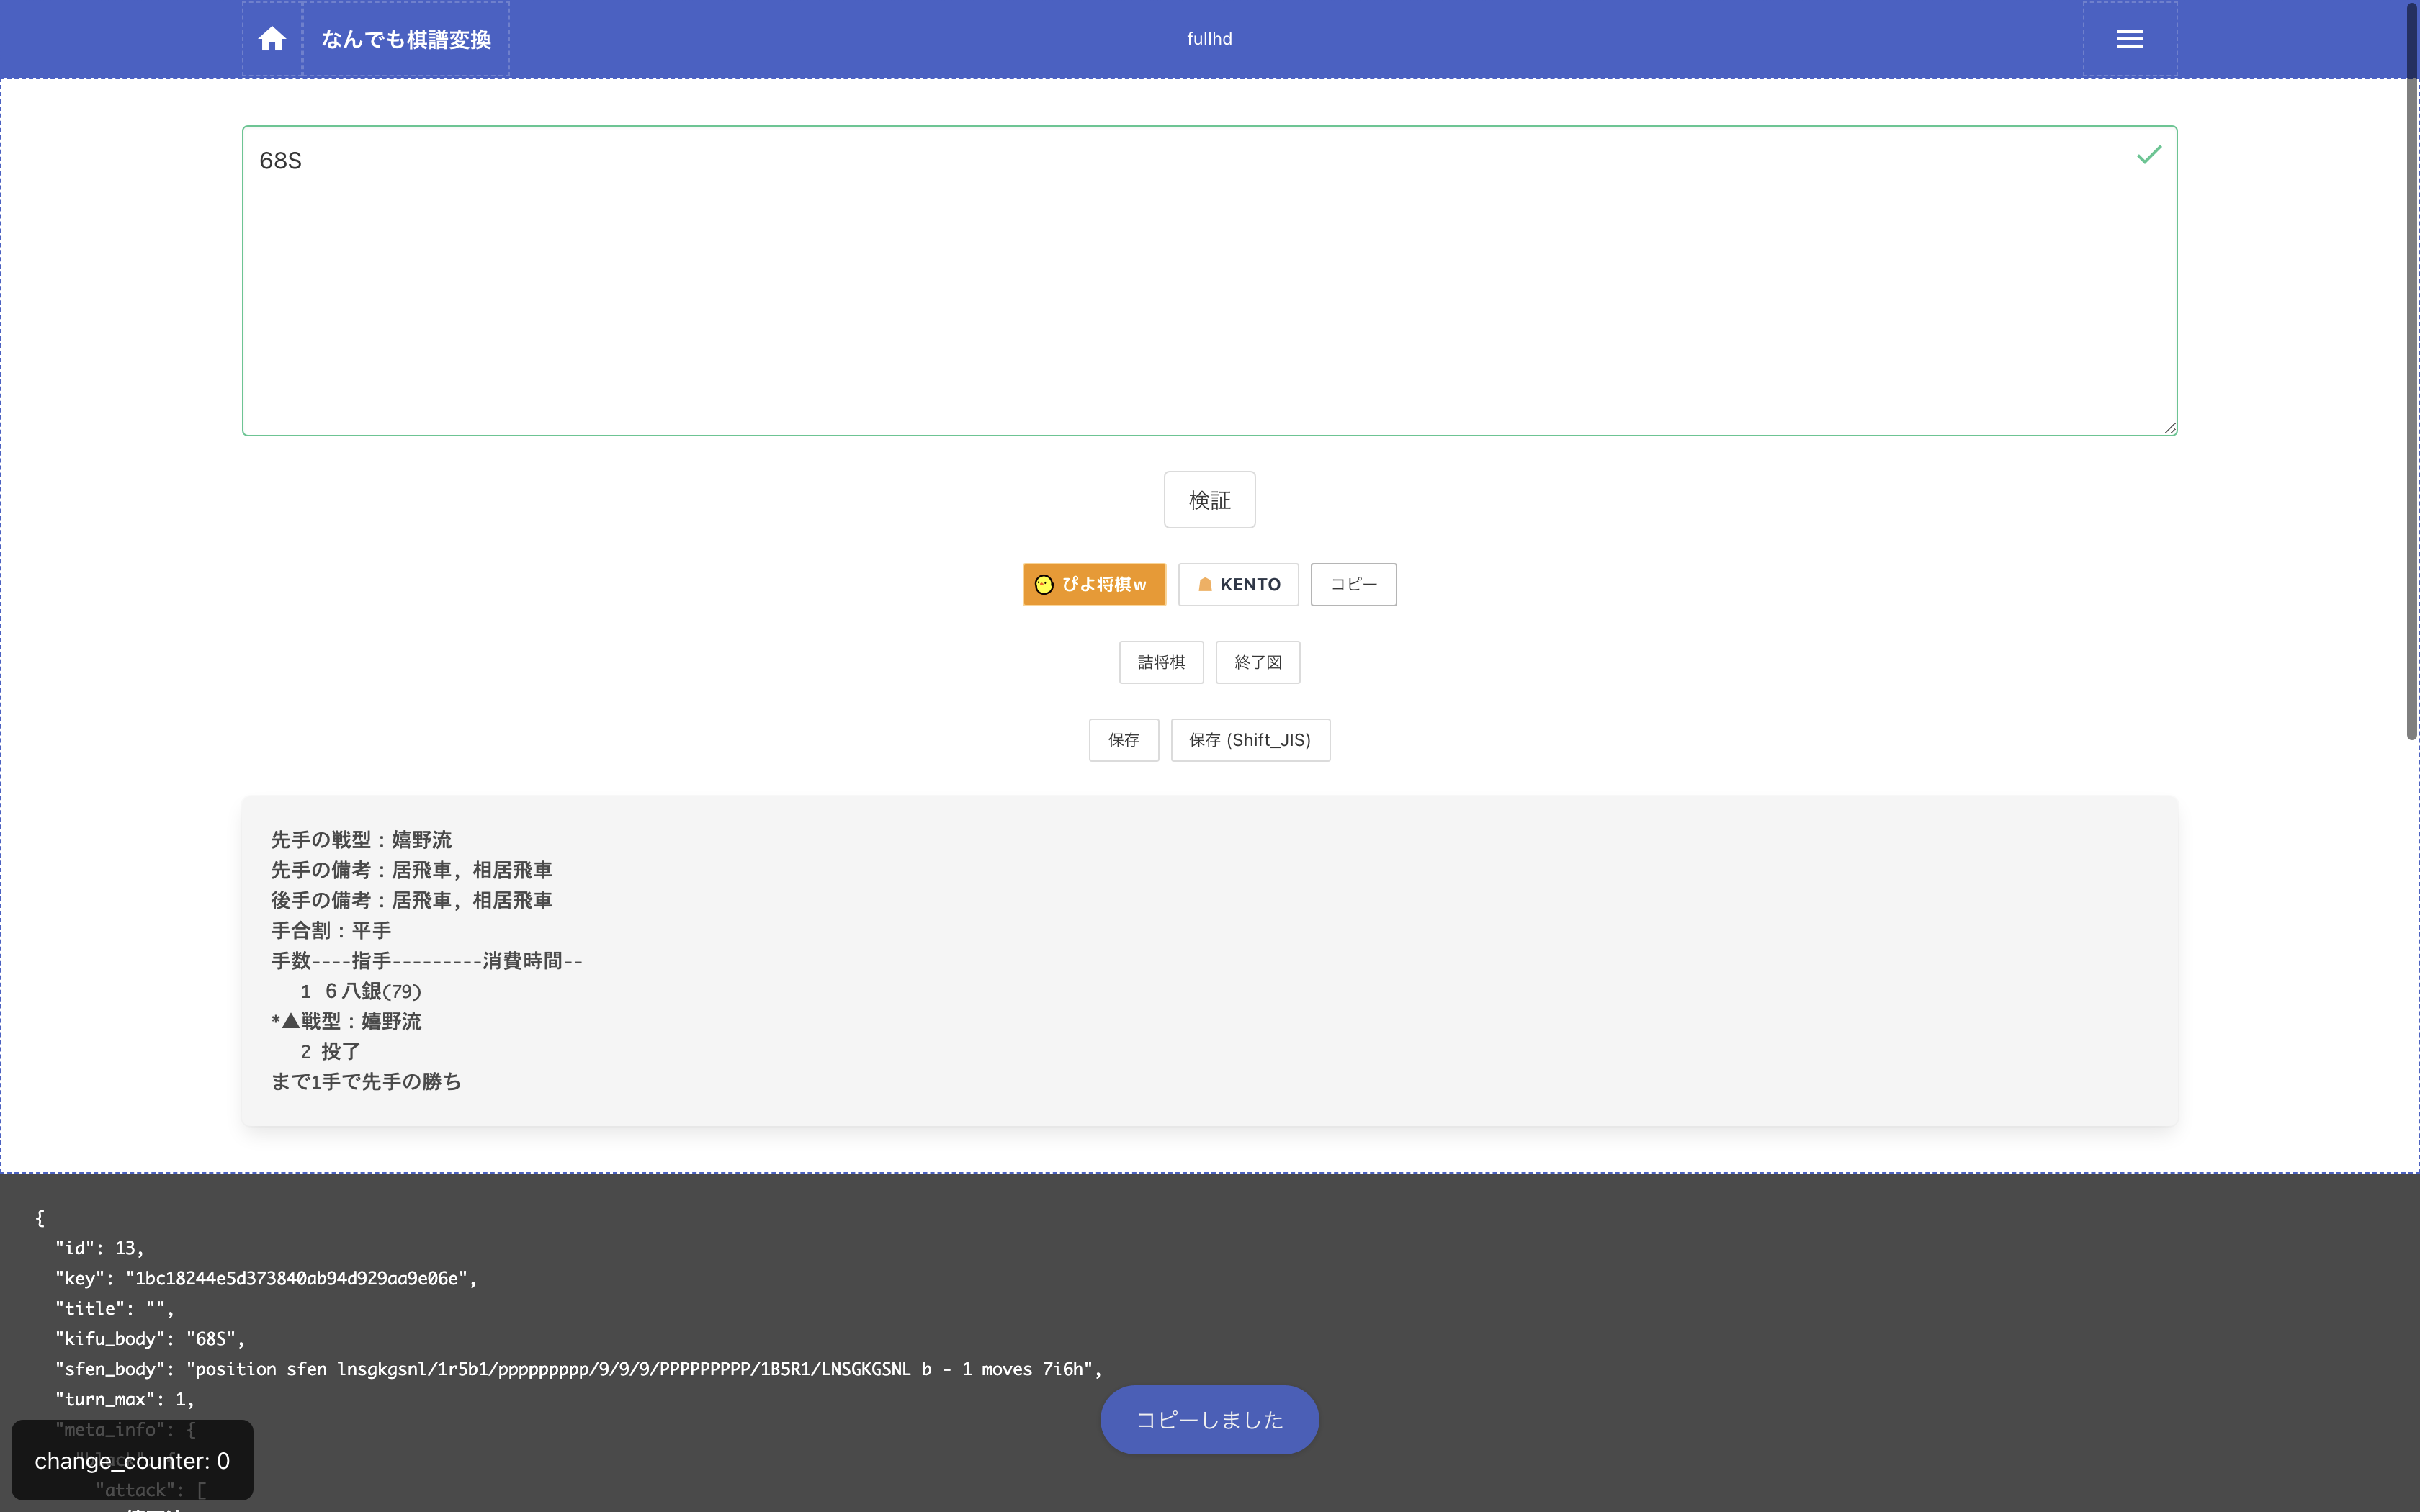 なんでも棋譜変換
fullhd
68S
検証
ぴよ将棋w
KENTO
コピー
詰将棋
終了図
保存
保存 (Shift_JIS)
先手の戦型：嬉野流
先手の備考：居飛車, 相居飛車
後手の備考：居飛車, 相居飛車
手合割：平手
手数----指手---------消費時間--
1 ６八銀(79)
*▲戦型：嬉野流
2 投了
まで1手で先手の勝ち
{
"id": 13,
"key": "1bc18244e5d373840ab94d929aa9e06e",
"title": "",
"kifu_body": "68S",
"sfen_body": "position sfen lnsgkgsnl/1r5b1/ppppppppp/9/9/9/PPPPPPPPP/1B5R1/LNSGKGSNL b - 1 moves 7i6h",
"turn_max": 1,
"meta_info": {
"attack": [
change_counter: 0
コピーしました